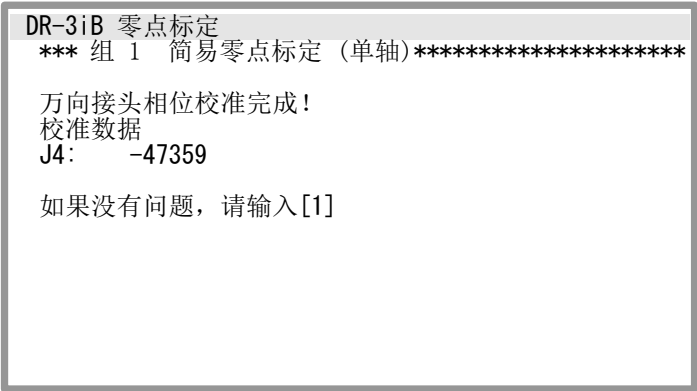 DR-3iB 零点标定
*** 组 1 简易零点标定 (单轴)*********************
万向接头相位校准完成!
校准数据
J4: -47359
如果没有问题，请输入[1]